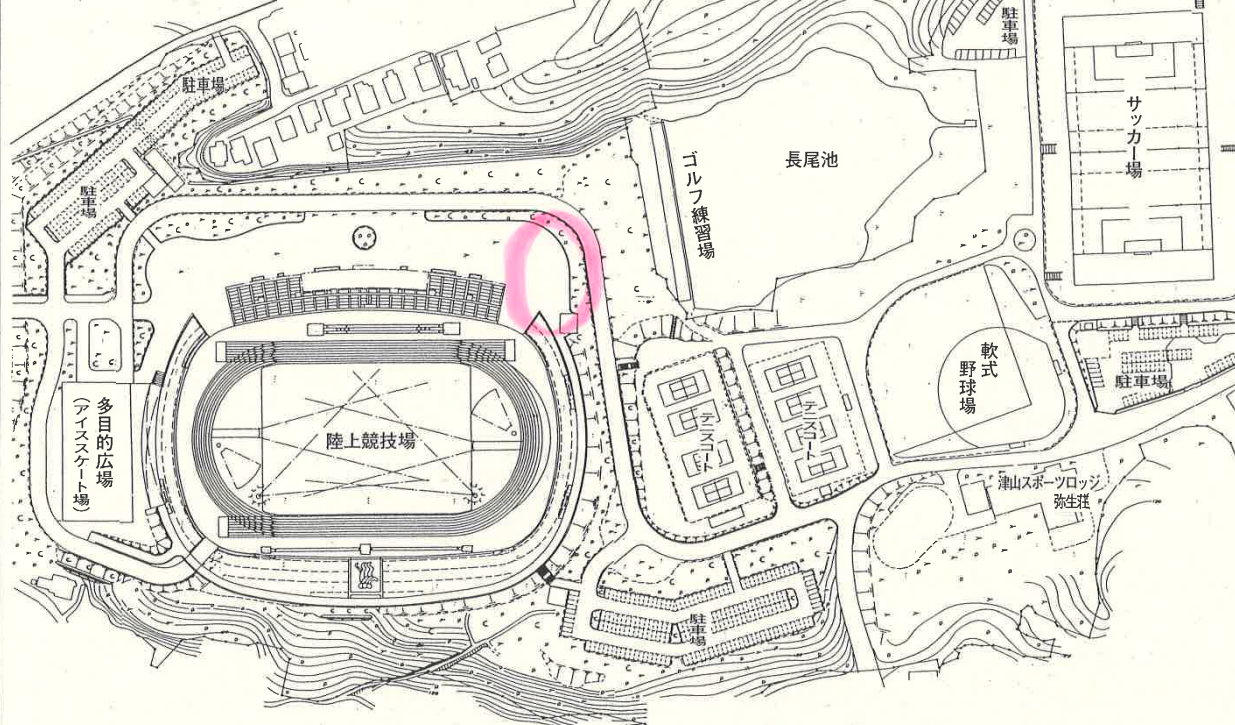 駐車場
駐車場
サッカー場
駐車場
長尾池
ゴルフ練習場
軟式
野球場
駐車場
多目的広場
(アイススケート場)
陸上競技場
テニスコート
テニスコート
津山スポーツロッジ
弥生荘
駐車場